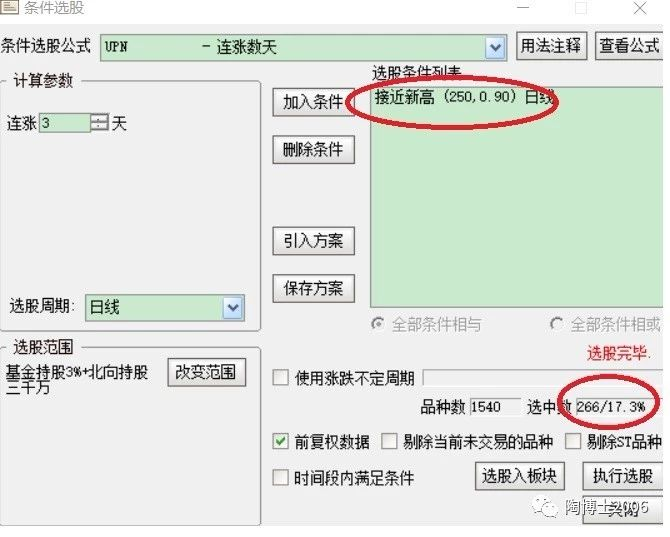 条件选股
条件选股公式 UPN - 连涨数天 用法注释 查看公式
计算参数
选股条件列表
连涨 3 天
加入条件
接近新高 (250,0.90) 日线
删除条件
引入方案
保存方案
选股周期: 日线
全部条件相与 全部条件相或
选股范围
选股完毕.
基金持股3%+北向持股
三千万
改变范围
使用涨跌不定周期
品种数 1540 选中数 266/17.3%
前复权数据 剔除当前未交易的品种 剔除ST品种
时间段内满足条件 选股入板块 执行选股
关闭
陶博士2006